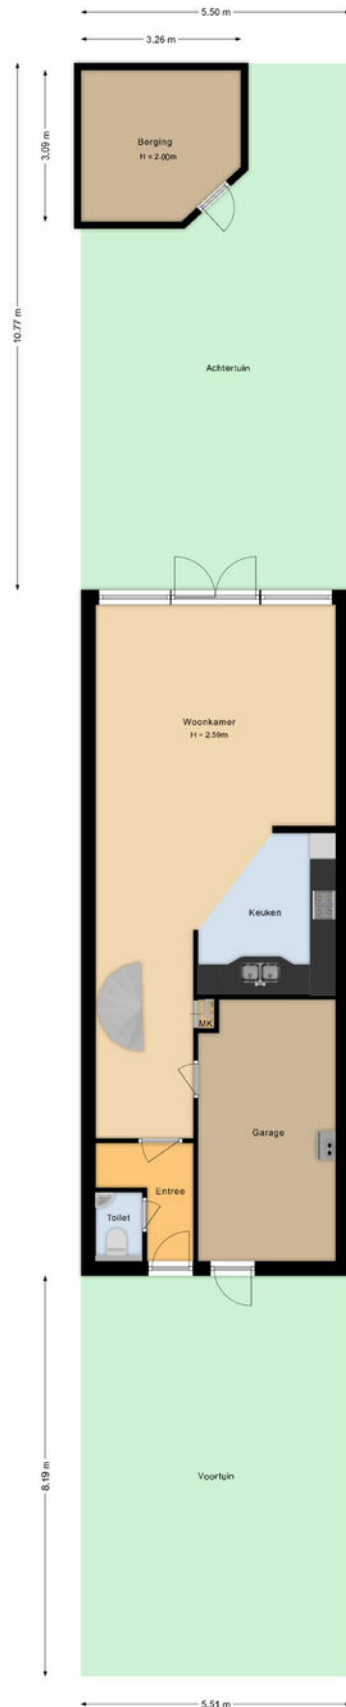 5.50 m
3.26 m
3.09 m
Berging
H = 2.00m
10.77 m
Achtertuin
Woonkamer
H = 2.59m
Keuken
MK
Garage
Entree
Toilet
8.19 m
Voortuin
5.51 m